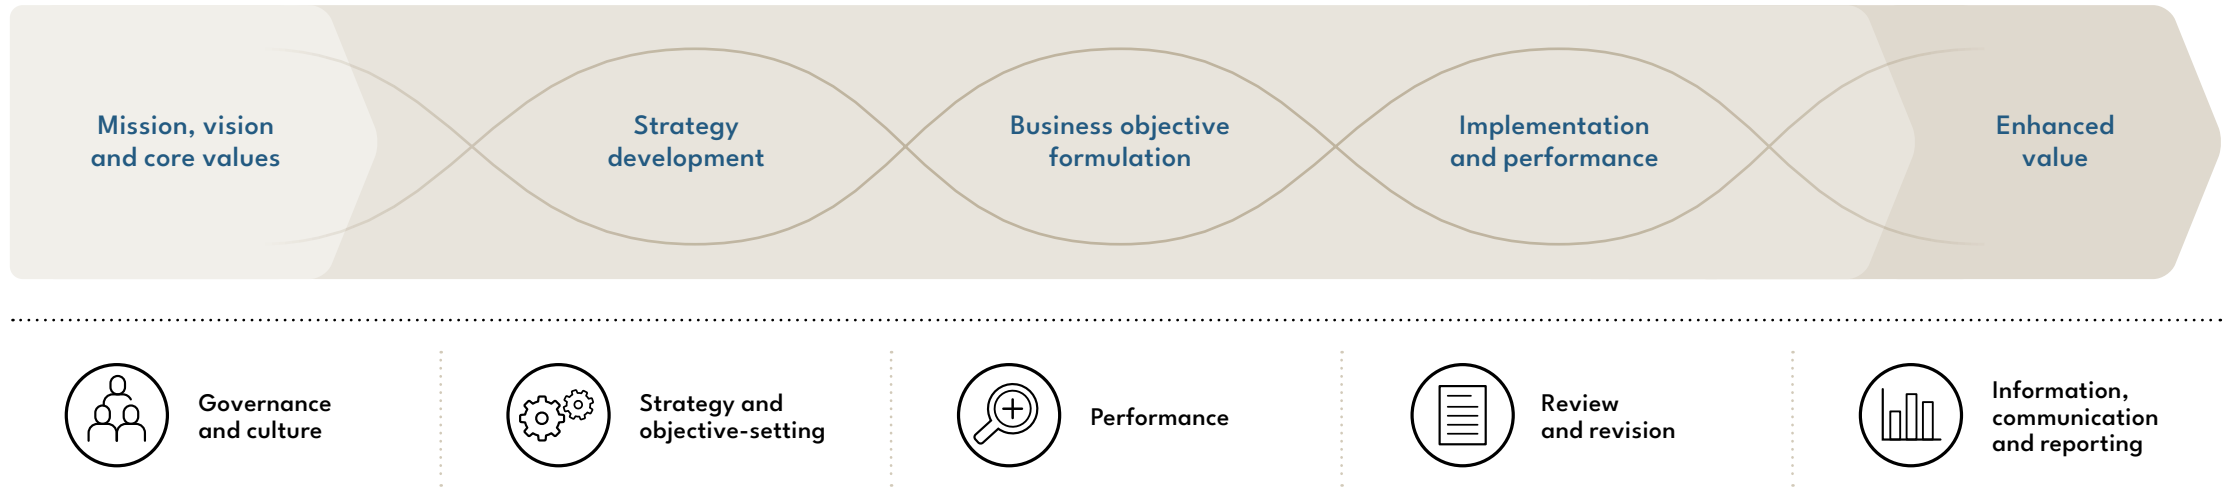 Mission, vision
and core values
Strategy
development
Business objective
formulation
Implementation
and performance
Enhanced
value
Governance
and culture
Strategy and
objective-setting
Performance
Review
and revision
Information,
communication
and reporting